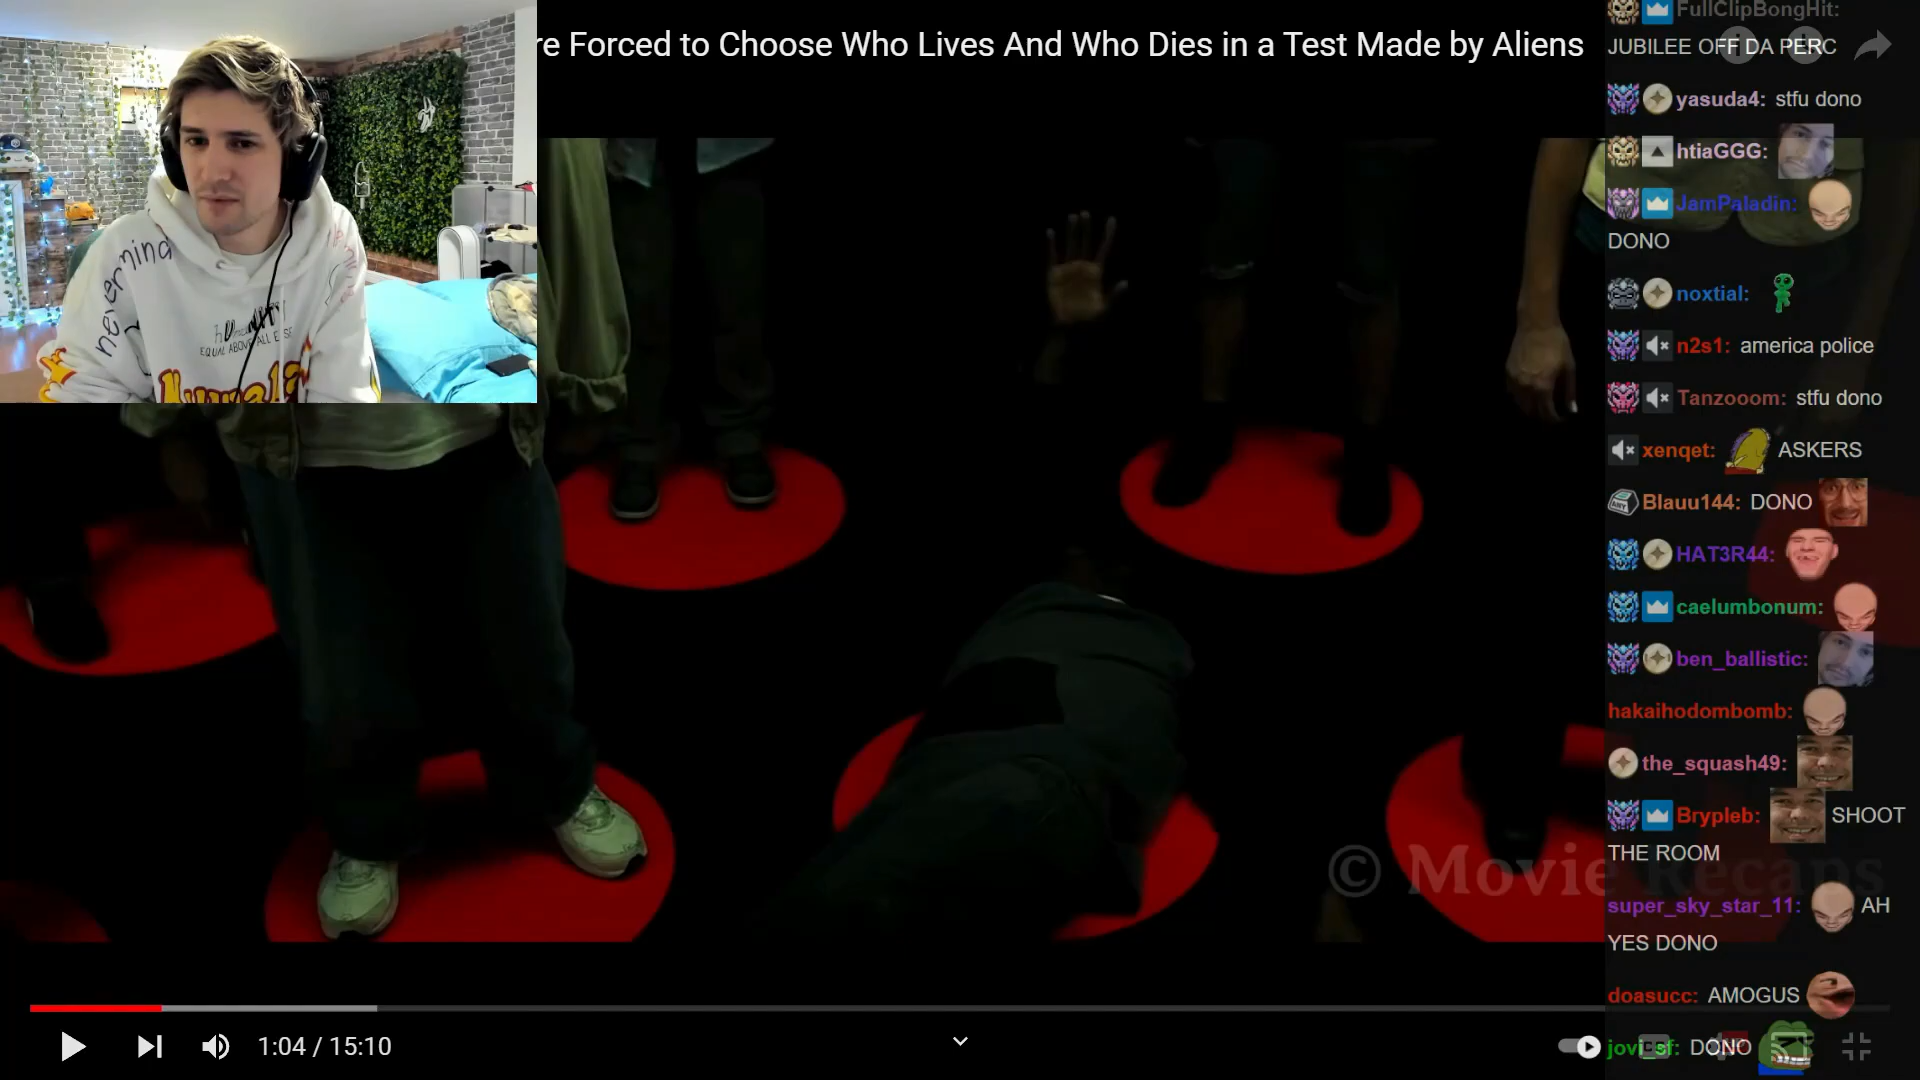 re Forced to Choose Who Lives And Who Dies in a Test Made by Aliens
nevermind
EQUAL ABOVE ALL ELSE
© Movie Recaps
1:04 / 15:10
FullClipBongHit:
JUBILEE OFF DA PERC
yasuda4: stfu dono
htiaGGG:
JamPaladin:
DONO
noxtial:
n2s1: america police
Tanzooom: stfu dono
xenqet: ASKERS
Blauu144: DONO
HAT3R44:
caelumbonum:
ben_ballistic:
hakaihodombomb:
the_squash49:
Brypleb: SHOOT
THE ROOM
super_sky_star_11: AH
YES DONO
doasucc: AMOGUS
jovi_sf: DONO